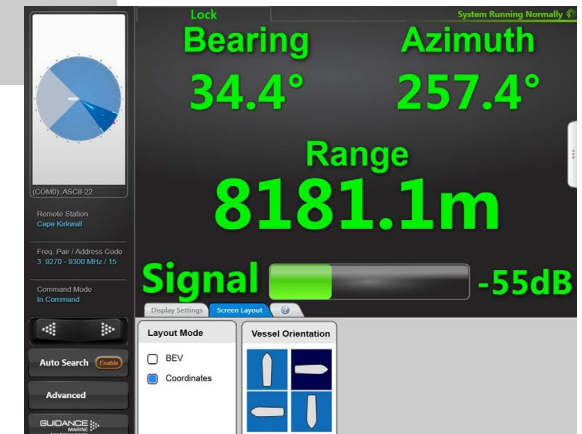 Lock
System Running Normally
Bearing Azimuth
34.4° 257.4°
Range
8181.1m
Signal -55dB
(COM0): ASCII-22
Remote Station
Cape Kirkwall
Freq. Pair / Address Code
3: 9270 - 9300 MHz / 15
Command Mode
In Command
Auto Search Enable
Advanced
GUIDANCE
MARINE
Display Settings Screen Layout ?
Layout Mode
BEV
Coordinates
Vessel Orientation